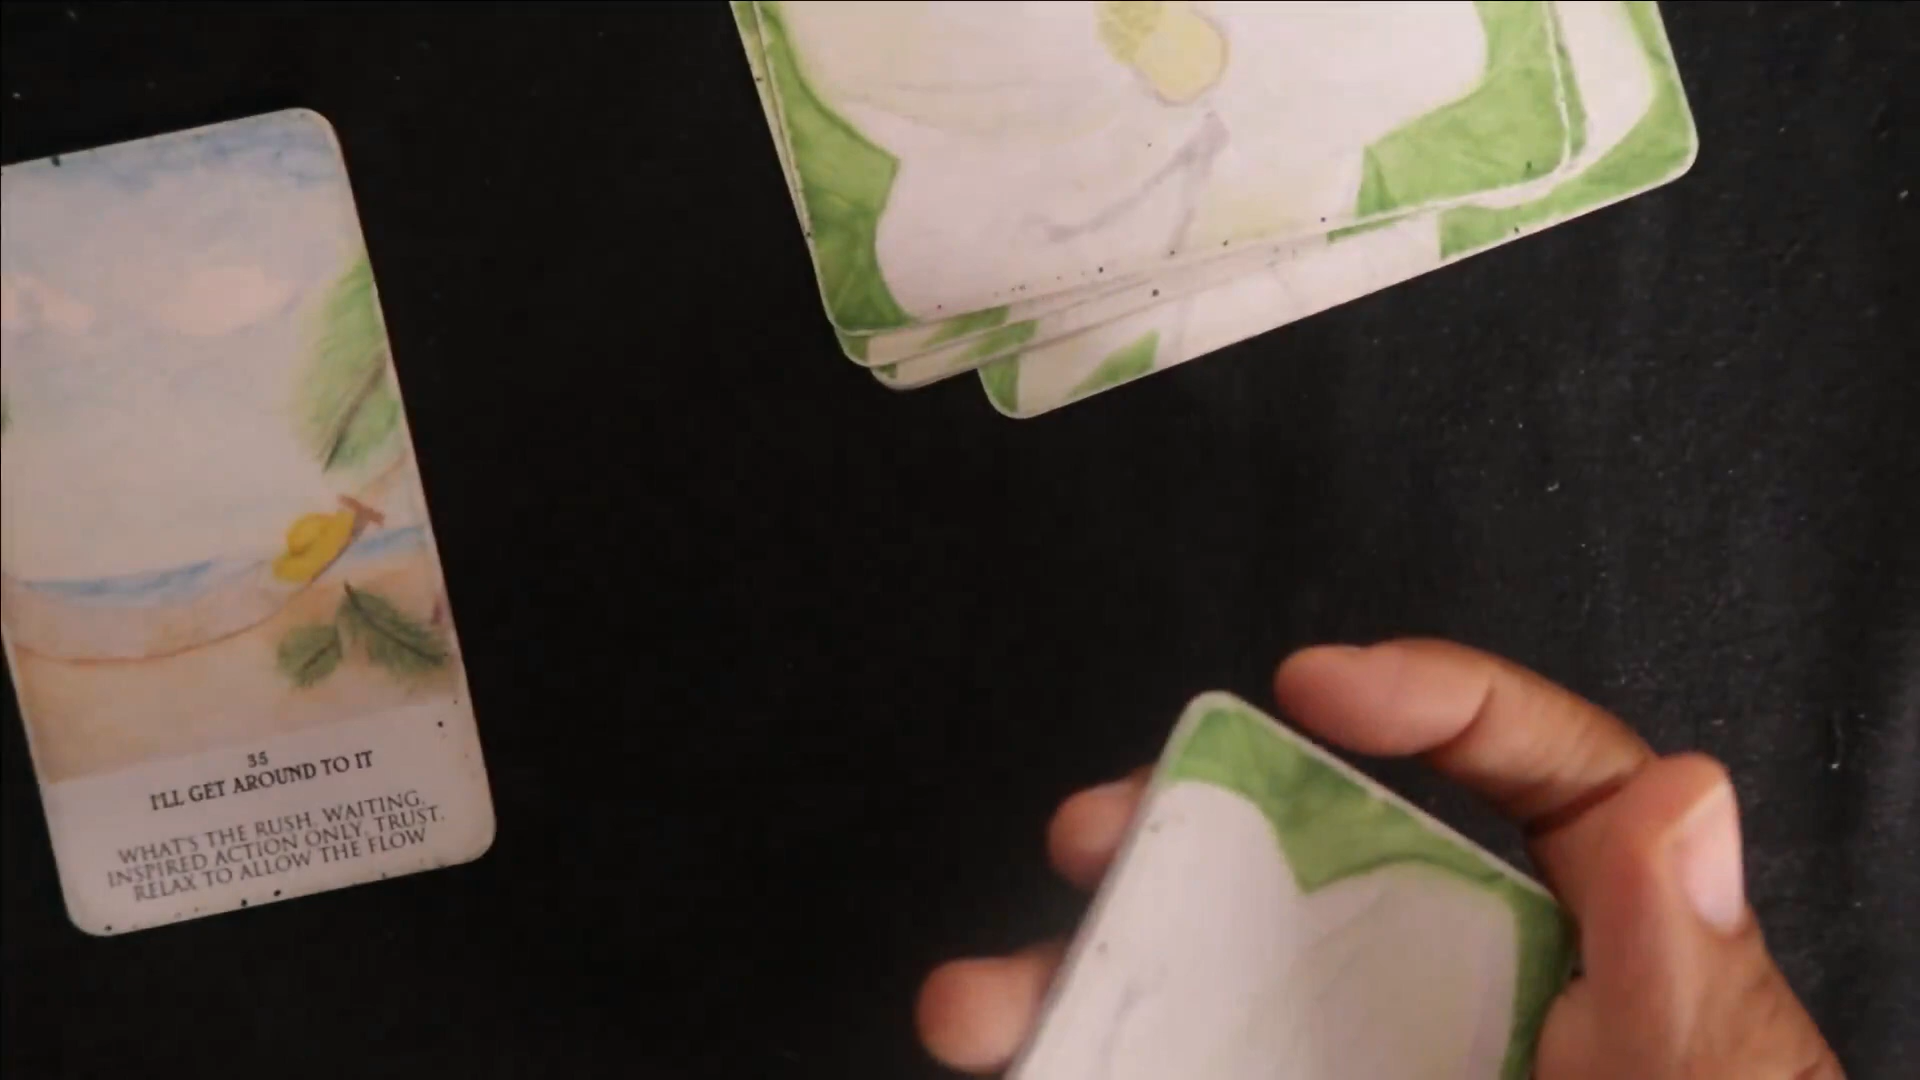 35
I'LL GET AROUND TO IT
WHAT'S THE RUSH. WAITING.
INSPIRED ACTION ONLY. TRUST.
RELAX TO ALLOW THE FLOW